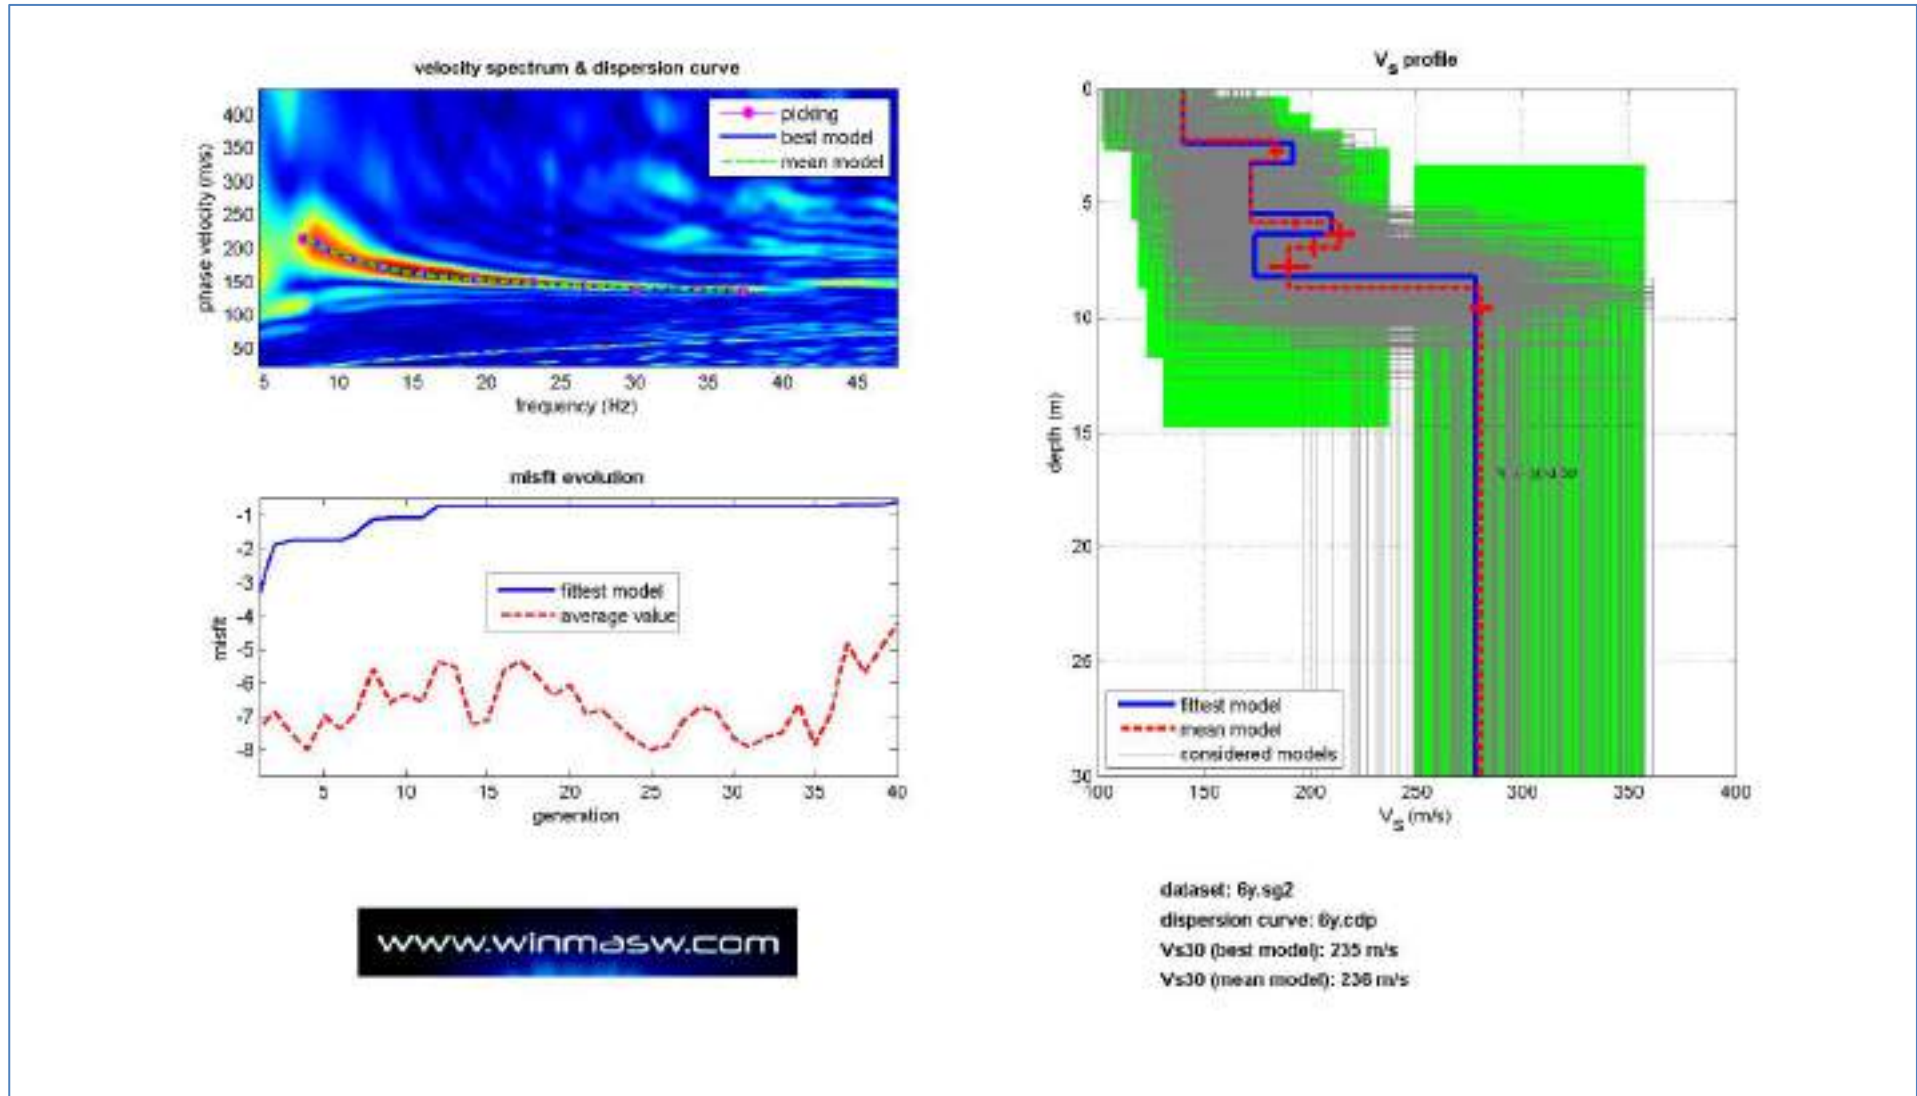 velocity spectrum & dispersion curve
picking
best model
mean model
400
350
300
250
200
150
100
50
phase velocity (m/s)
5 10 15 20 25 30 35 40 45
frequency (Hz)
misfit evolution
-1
-2
-3
-4
-5
-6
-7
-8
misfit
fittest model
average value
5 10 15 20 25 30 35 40
generation
www.winmasw.com
Vs profile
0
5
10
15
20
25
30
depth (m)
fittest model
mean model
considered models
100 150 200 250 300 350 400
Vs (m/s)
dataset: 6y.sg2
dispersion curve: 6y.cdp
Vs30 (best model): 235 m/s
Vs30 (mean model): 236 m/s